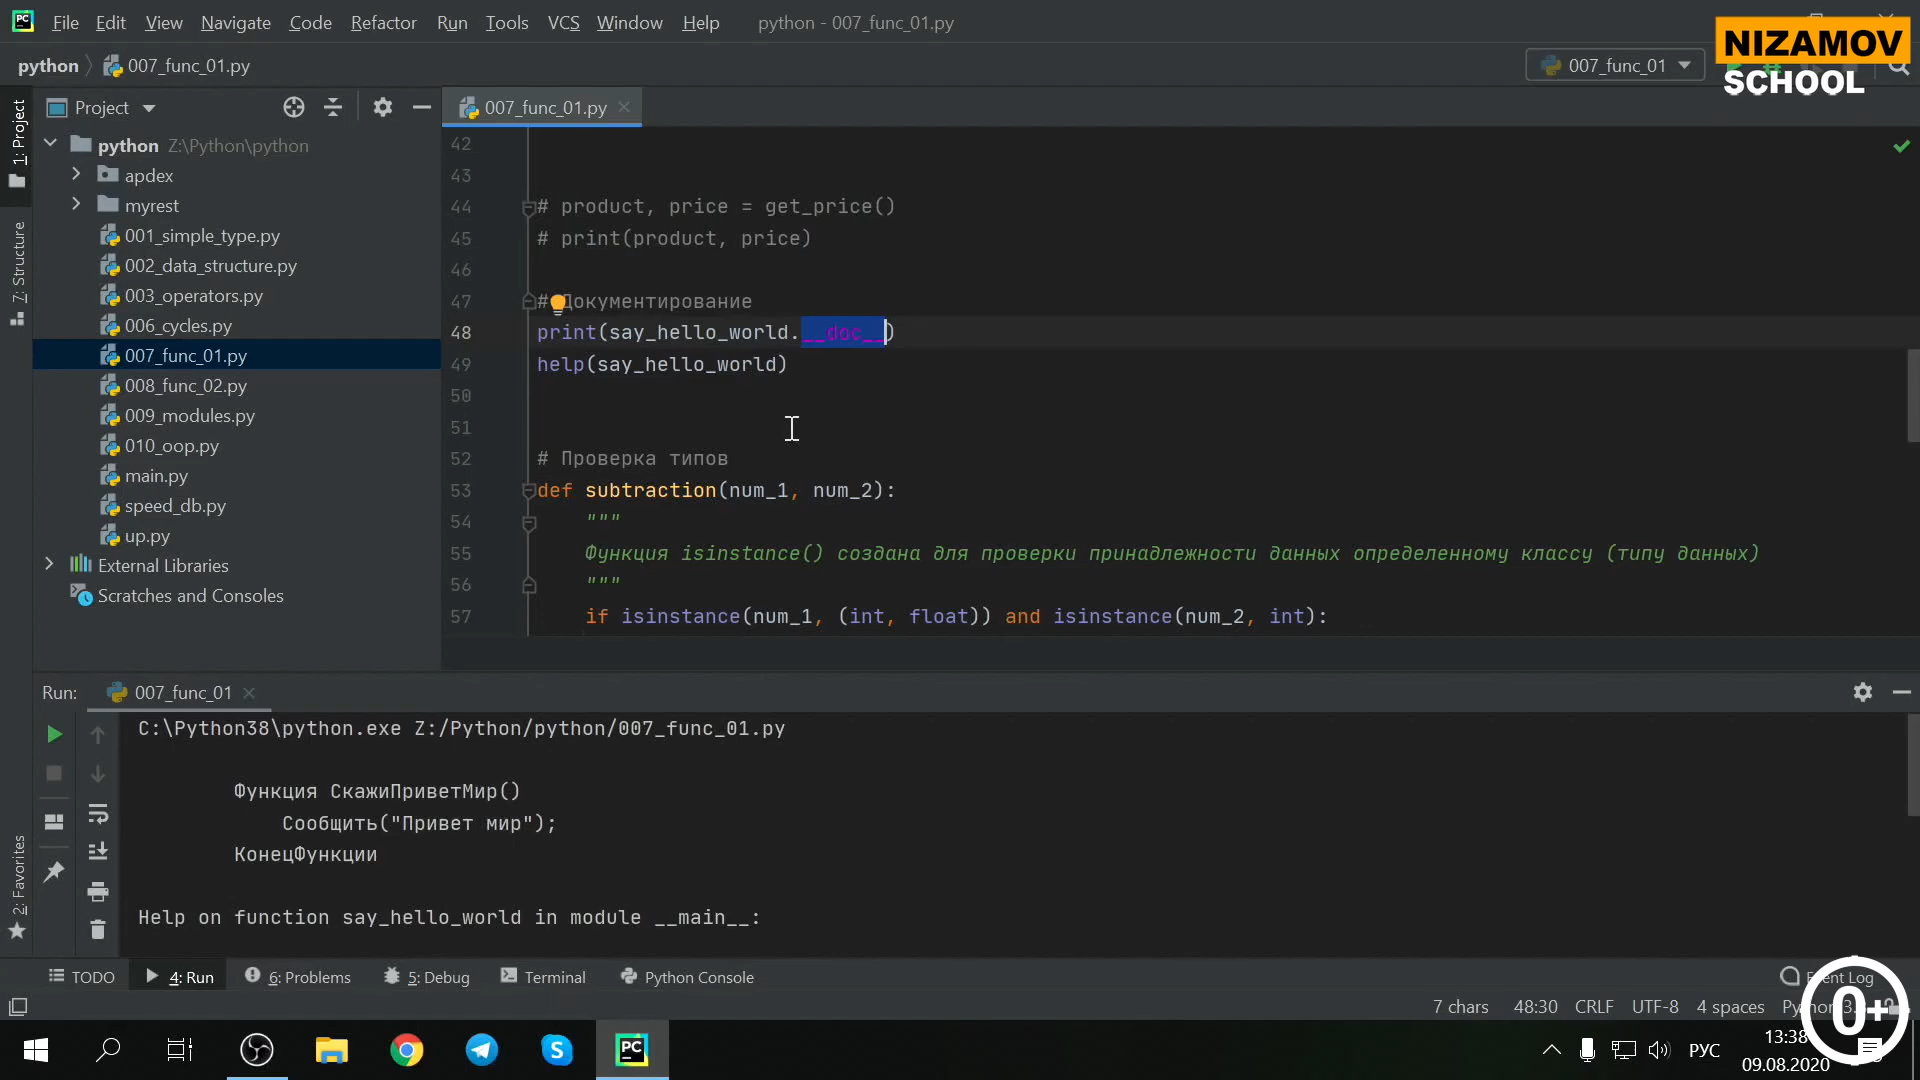 File Edit View Navigate Code Refactor Run Tools VCS Window Help python - 007_func_01.py
NIZAMOV
SCHOOL
python 007_func_01.py
007_func_01
1: Project
7: Structure
2: Favorites
Project
python Z:\Python\python
apdex
myrest
001_simple_type.py
002_data_structure.py
003_operators.py
006_cycles.py
007_func_01.py
008_func_02.py
009_modules.py
010_oop.py
main.py
speed_db.py
up.py
External Libraries
Scratches and Consoles
007_func_01.py
42
43
44 # product, price = get_price()
45 # print(product, price)
46
47 # Документирование
48 print(say_hello_world.__doc__)
49 help(say_hello_world)
50
51
52 # Проверка типов
53 def subtraction(num_1, num_2):
54 """
55 Функция isinstance() создана для проверки принадлежности данных определенному классу (типу данных)
56 """
57 if isinstance(num_1, (int, float)) and isinstance(num_2, int):
Run: 007_func_01
C:\Python38\python.exe Z:/Python/python/007_func_01.py
Функция СкажиПриветМир()
Сообщить("Привет мир");
КонецФункции
Help on function say_hello_world in module __main__:
TODO 4: Run 6: Problems 5: Debug Terminal Python Console
7 chars 48:30 CRLF UTF-8 4 spaces
0+
РУС
13:38
09.08.2020